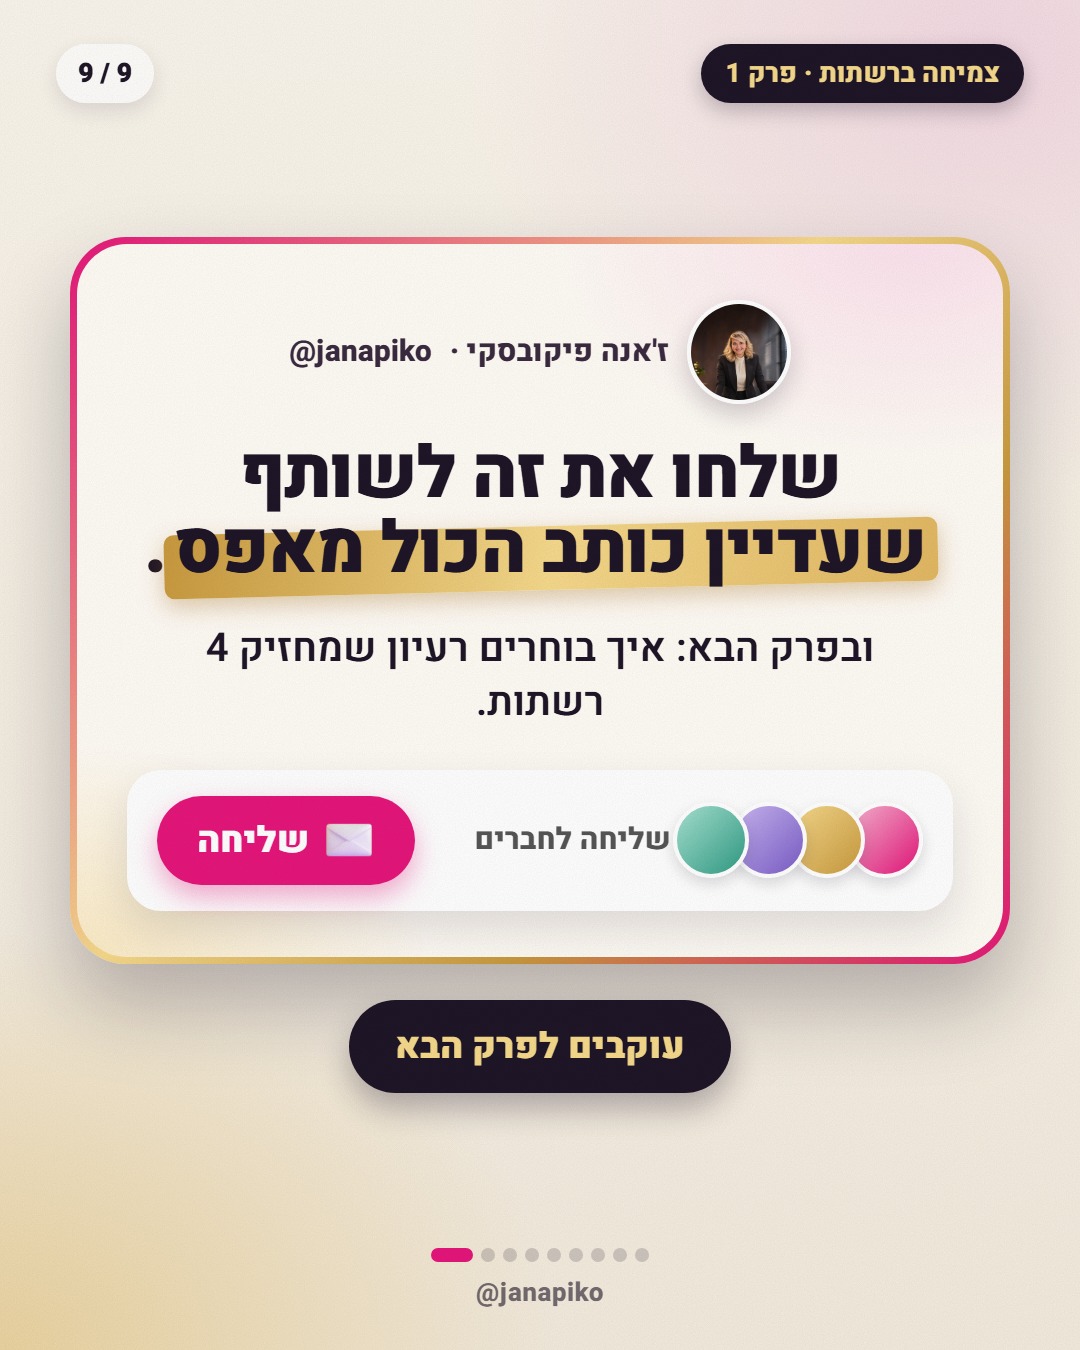 צמיחה ברשתות · פרק 1
9 / 9
ז'אנה פיקובסקי · @janapiko
שלחו את זה לשותף
שעדיין כותב הכול מאפס.
ובפרק הבא: איך בוחרים רעיון שמחזיק 4
רשתות.
שליחה לחברים
שליחה
עוקבים לפרק הבא
@janapiko